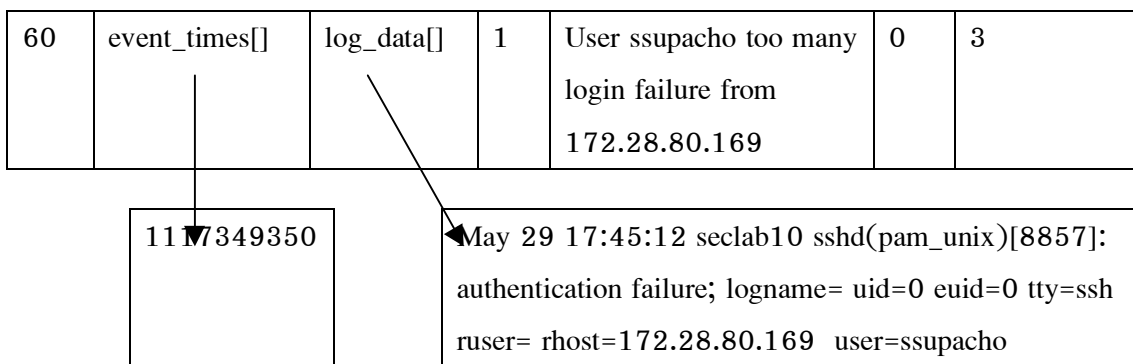 60 event_times[] log_data[] 1 User ssupacho too many 0 3
login failure from
172.28.80.169
1117349350 May 29 17:45:12 seclab10 sshd(pam_unix)[8857]:
authentication failure; logname= uid=0 euid=0 tty=ssh
ruser= rhost=172.28.80.169 user=ssupacho